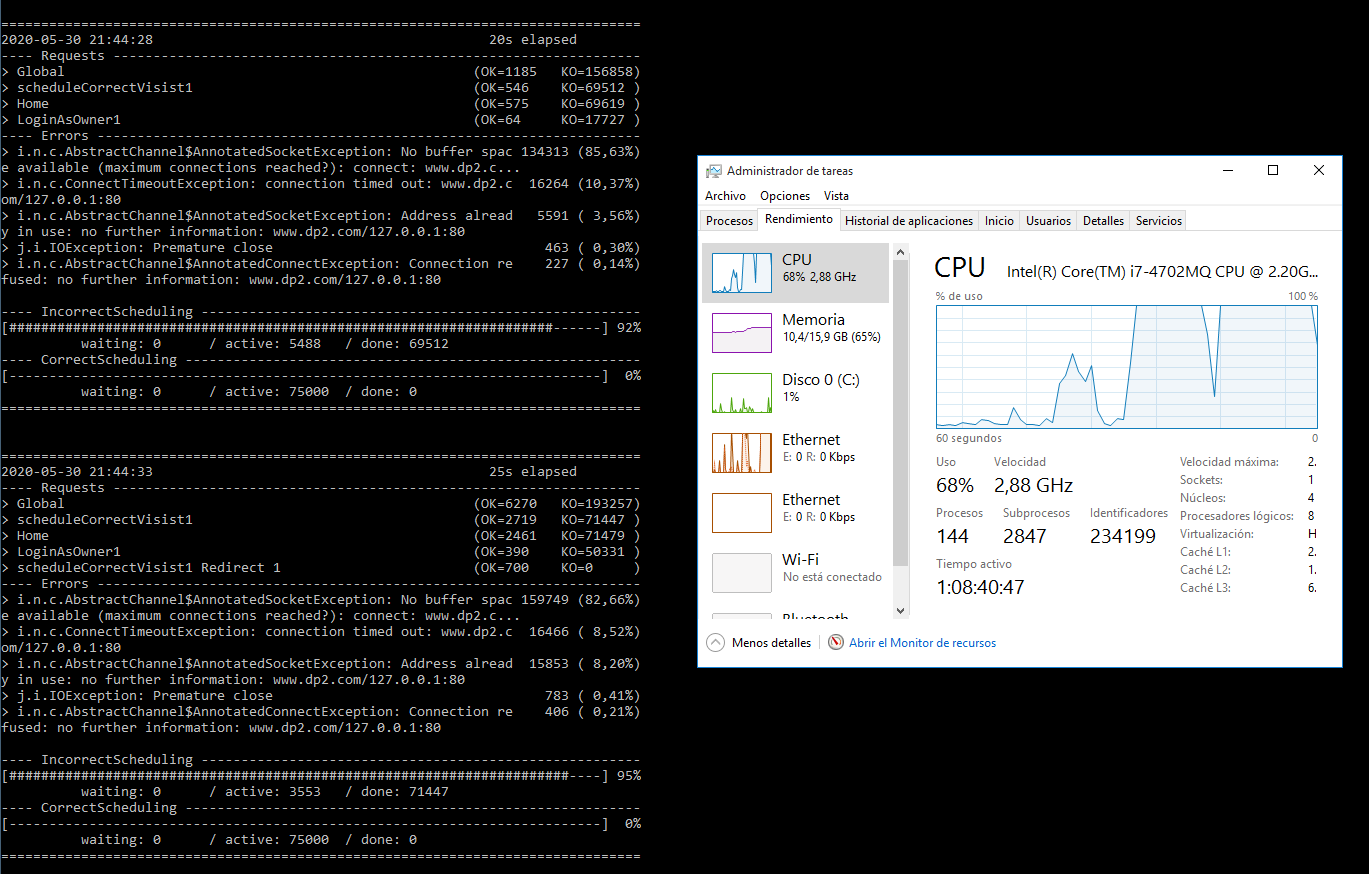 ================================================================================
2020-05-30 21:44:28                                          20s elapsed
---- Requests ------------------------------------------------------------------
> Global                                                   (OK=1185   KO=156858)
> scheduleCorrectVisist1                                   (OK=546    KO=69512 )
> Home                                                     (OK=575    KO=69619 )
> LoginAsOwner1                                            (OK=64     KO=17727 )
---- Errors --------------------------------------------------------------------
> i.n.c.AbstractChannel$AnnotatedSocketException: No buffer spac 134313 (85,63%)
e available (maximum connections reached?): connect: www.dp2.c...
> i.n.c.ConnectTimeoutException: connection timed out: www.dp2.c  16264 (10,37%)
om/127.0.0.1:80
> i.n.c.AbstractChannel$AnnotatedSocketException: Address alread   5591 ( 3,56%)
y in use: no further information: www.dp2.com/127.0.0.1:80
> j.i.IOException: Premature close                                  463 ( 0,30%)
> i.n.c.AbstractChannel$AnnotatedConnectException: Connection re    227 ( 0,14%)
fused: no further information: www.dp2.com/127.0.0.1:80
---- IncorrectScheduling -------------------------------------------------------
[####################################################################------] 92%
          waiting: 0      / active: 5488   / done: 69512
---- CorrectScheduling ---------------------------------------------------------
[--------------------------------------------------------------------------]  0%
          waiting: 0      / active: 75000  / done: 0
================================================================================
================================================================================
2020-05-30 21:44:33                                          25s elapsed
---- Requests ------------------------------------------------------------------
> Global                                                   (OK=6270   KO=193257)
> scheduleCorrectVisist1                                   (OK=2719   KO=71447 )
> Home                                                     (OK=2461   KO=71479 )
> LoginAsOwner1                                            (OK=390    KO=50331 )
> scheduleCorrectVisist1 Redirect 1                        (OK=700    KO=0     )
---- Errors --------------------------------------------------------------------
> i.n.c.AbstractChannel$AnnotatedSocketException: No buffer spac 159749 (82,66%)
e available (maximum connections reached?): connect: www.dp2.c...
> i.n.c.ConnectTimeoutException: connection timed out: www.dp2.c  16466 ( 8,52%)
om/127.0.0.1:80
> i.n.c.AbstractChannel$AnnotatedSocketException: Address alread  15853 ( 8,20%)
y in use: no further information: www.dp2.com/127.0.0.1:80
> j.i.IOException: Premature close                                  783 ( 0,41%)
> i.n.c.AbstractChannel$AnnotatedConnectException: Connection re    406 ( 0,21%)
fused: no further information: www.dp2.com/127.0.0.1:80
---- IncorrectScheduling -------------------------------------------------------
[######################################################################----] 95%
          waiting: 0      / active: 3553   / done: 71447
---- CorrectScheduling ---------------------------------------------------------
[--------------------------------------------------------------------------]  0%
          waiting: 0      / active: 75000  / done: 0
================================================================================
Administrador de tareas
Archivo Opciones Vista
Procesos Rendimiento Historial de aplicaciones Inicio Usuarios Detalles Servicios
CPU
68% 2,88 GHz
Memoria
10,4/15,9 GB (65%)
Disco 0 (C:)
1%
Ethernet
E: 0 R: 0 Kbps
Ethernet
E: 0 R: 0 Kbps
Wi-Fi
No está conectado
Bluetooth
CPU Intel(R) Core(TM) i7-4702MQ CPU @ 2.20G...
% de uso 100 %
60 segundos 0
Uso Velocidad
68% 2,88 GHz
Procesos Subprocesos Identificadores
144 2847 234199
Tiempo activo
1:08:40:47
Velocidad máxima: 2.
Sockets: 1
Núcleos: 4
Procesadores lógicos: 8
Virtualización: H
Caché L1: 2.
Caché L2: 1.
Caché L3: 6.
Menos detalles Abrir el Monitor de recursos